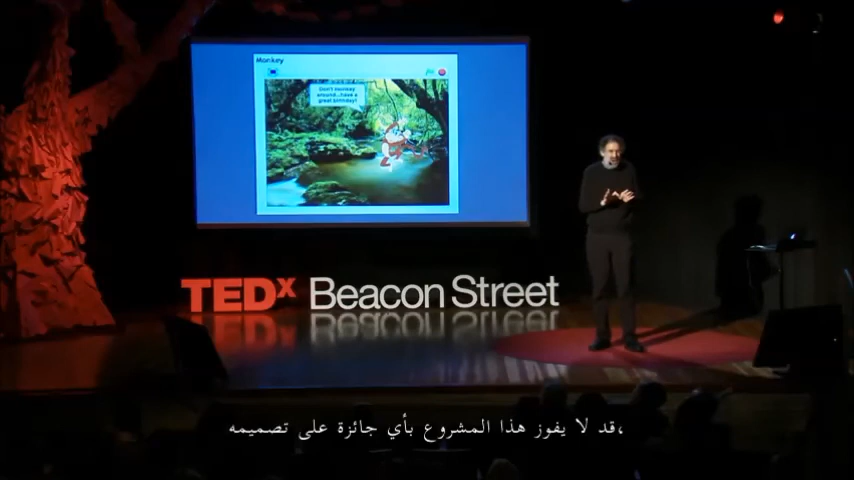 Monkey
Don't monkey
around...have a
great birthday!
TEDx Beacon Street
قد لا يفوز هذا المشروع بأي جائزة على تصميمه،